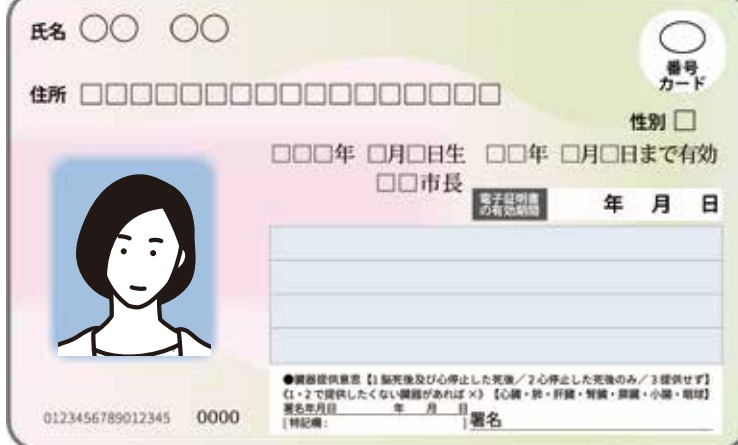 氏名 〇〇 〇〇
番号
カード
住所 □□□□□□□□□□□□□□□□□
性別 □
□□□年 □月□日生 □□年 □月□日まで有効
□□市長
電子証明書
の有効期間
年 月 日
●臓器提供意思【1 脳死後及び心停止した死後／2 心停止した死後のみ／3 提供せず】
《1・2で提供したくない臓器があれば ×》【心臓・肺・肝臓・腎臓・膵臓・小腸・眼球】
署名年月日 年 月 日
[特記欄: ] 署名
0123456789012345 0000